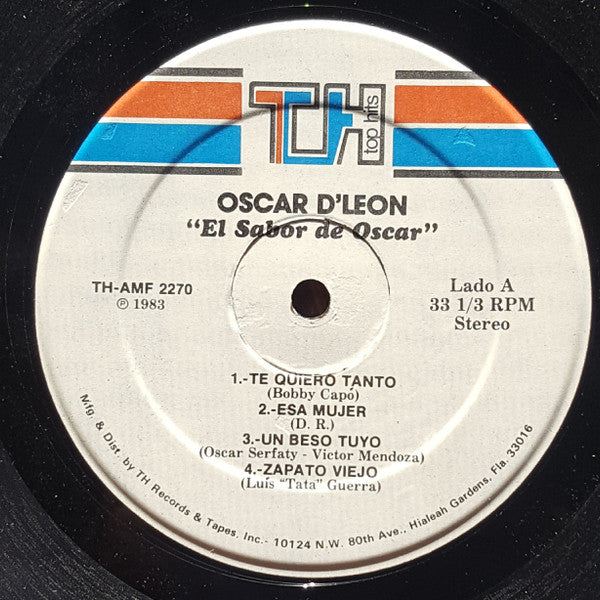 TH
top hits
OSCAR D'LEON
"El Sabor de Oscar"
TH-AMF 2270
℗ 1983
Lado A
33 1/3 RPM
Stereo
1.-TE QUIERO TANTO
(Bobby Capó)
2.-ESA MUJER
(D. R.)
3.-UN BESO TUYO
(Oscar Serfaty - Victor Mendoza)
4.-ZAPATO VIEJO
(Luís "Tata" Guerra)
Mfg. & Dist. by TH Records & Tapes, Inc.- 10124 N.W. 80th Ave., Hialeah Gardens, Fla. 33016